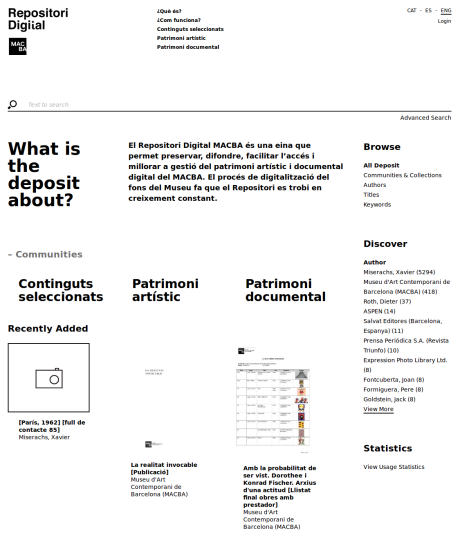 Repositori
Digital
MAC
BA
¿Qué és?
¿Com funciona?
Continguts seleccionats
Patrimoni artístic
Patrimoni documental
CAT - ES - ENG
Login
Text to search
Advanced Search
What is
the
deposit
about?
El Repositori Digital MACBA és una eina que
permet preservar, difondre, facilitar l'accés i
millorar a gestió del patrimoni artístic i documental
digital del MACBA. El procés de digitalització del
fons del Museu fa que el Repositori es trobi en
creixement constant.
– Communities
Continguts
seleccionats
Patrimoni
artístic
Patrimoni
documental
Recently Added
[París, 1962] [full de
contacte 85]
Miserachs, Xavier
La realitat invocable
[Publicació]
Museu d'Art
Contemporani de
Barcelona (MACBA)
Amb la probabilitat de
ser vist. Dorothee i
Konrad Fischer. Arxius
d'una actitud [Llistat
final obres amb
prestador]
Museu d'Art
Contemporani de
Barcelona (MACBA)
Browse
All Deposit
Communities & Collections
Authors
Titles
Keywords
Discover
Author
Miserachs, Xavier (5294)
Museu d'Art Contemporani de
Barcelona (MACBA) (418)
Roth, Dieter (37)
ASPEN (14)
Salvat Editores (Barcelona,
Espanya) (11)
Prensa Periódica S.A. (Revista
Triunfo) (10)
Expression Photo Library Ltd.
(8)
Fontcuberta, Joan (8)
Formiguera, Pere (8)
Goldstein, Jack (8)
View More
Statistics
View Usage Statistics